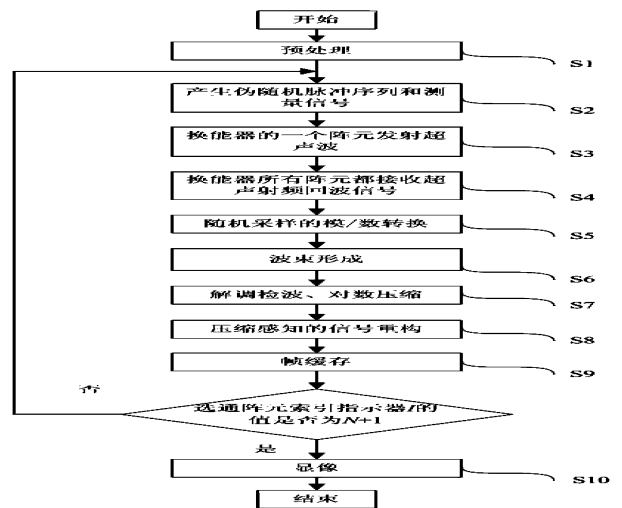 开始
预处理
S1
产生伪随机脉冲序列和测
量信号
S2
换能器的一个阵元发射超
声波
S3
换能器所有阵元都接收超
声射频回波信号
S4
随机采样的模/数转换
S5
波束形成
S6
解调检波、对数压缩
S7
压缩感知的信号重构
S8
帧缓存
S9
否
选通阵元索引指示器I的
值是否为N+1
是
显像
S10
结束